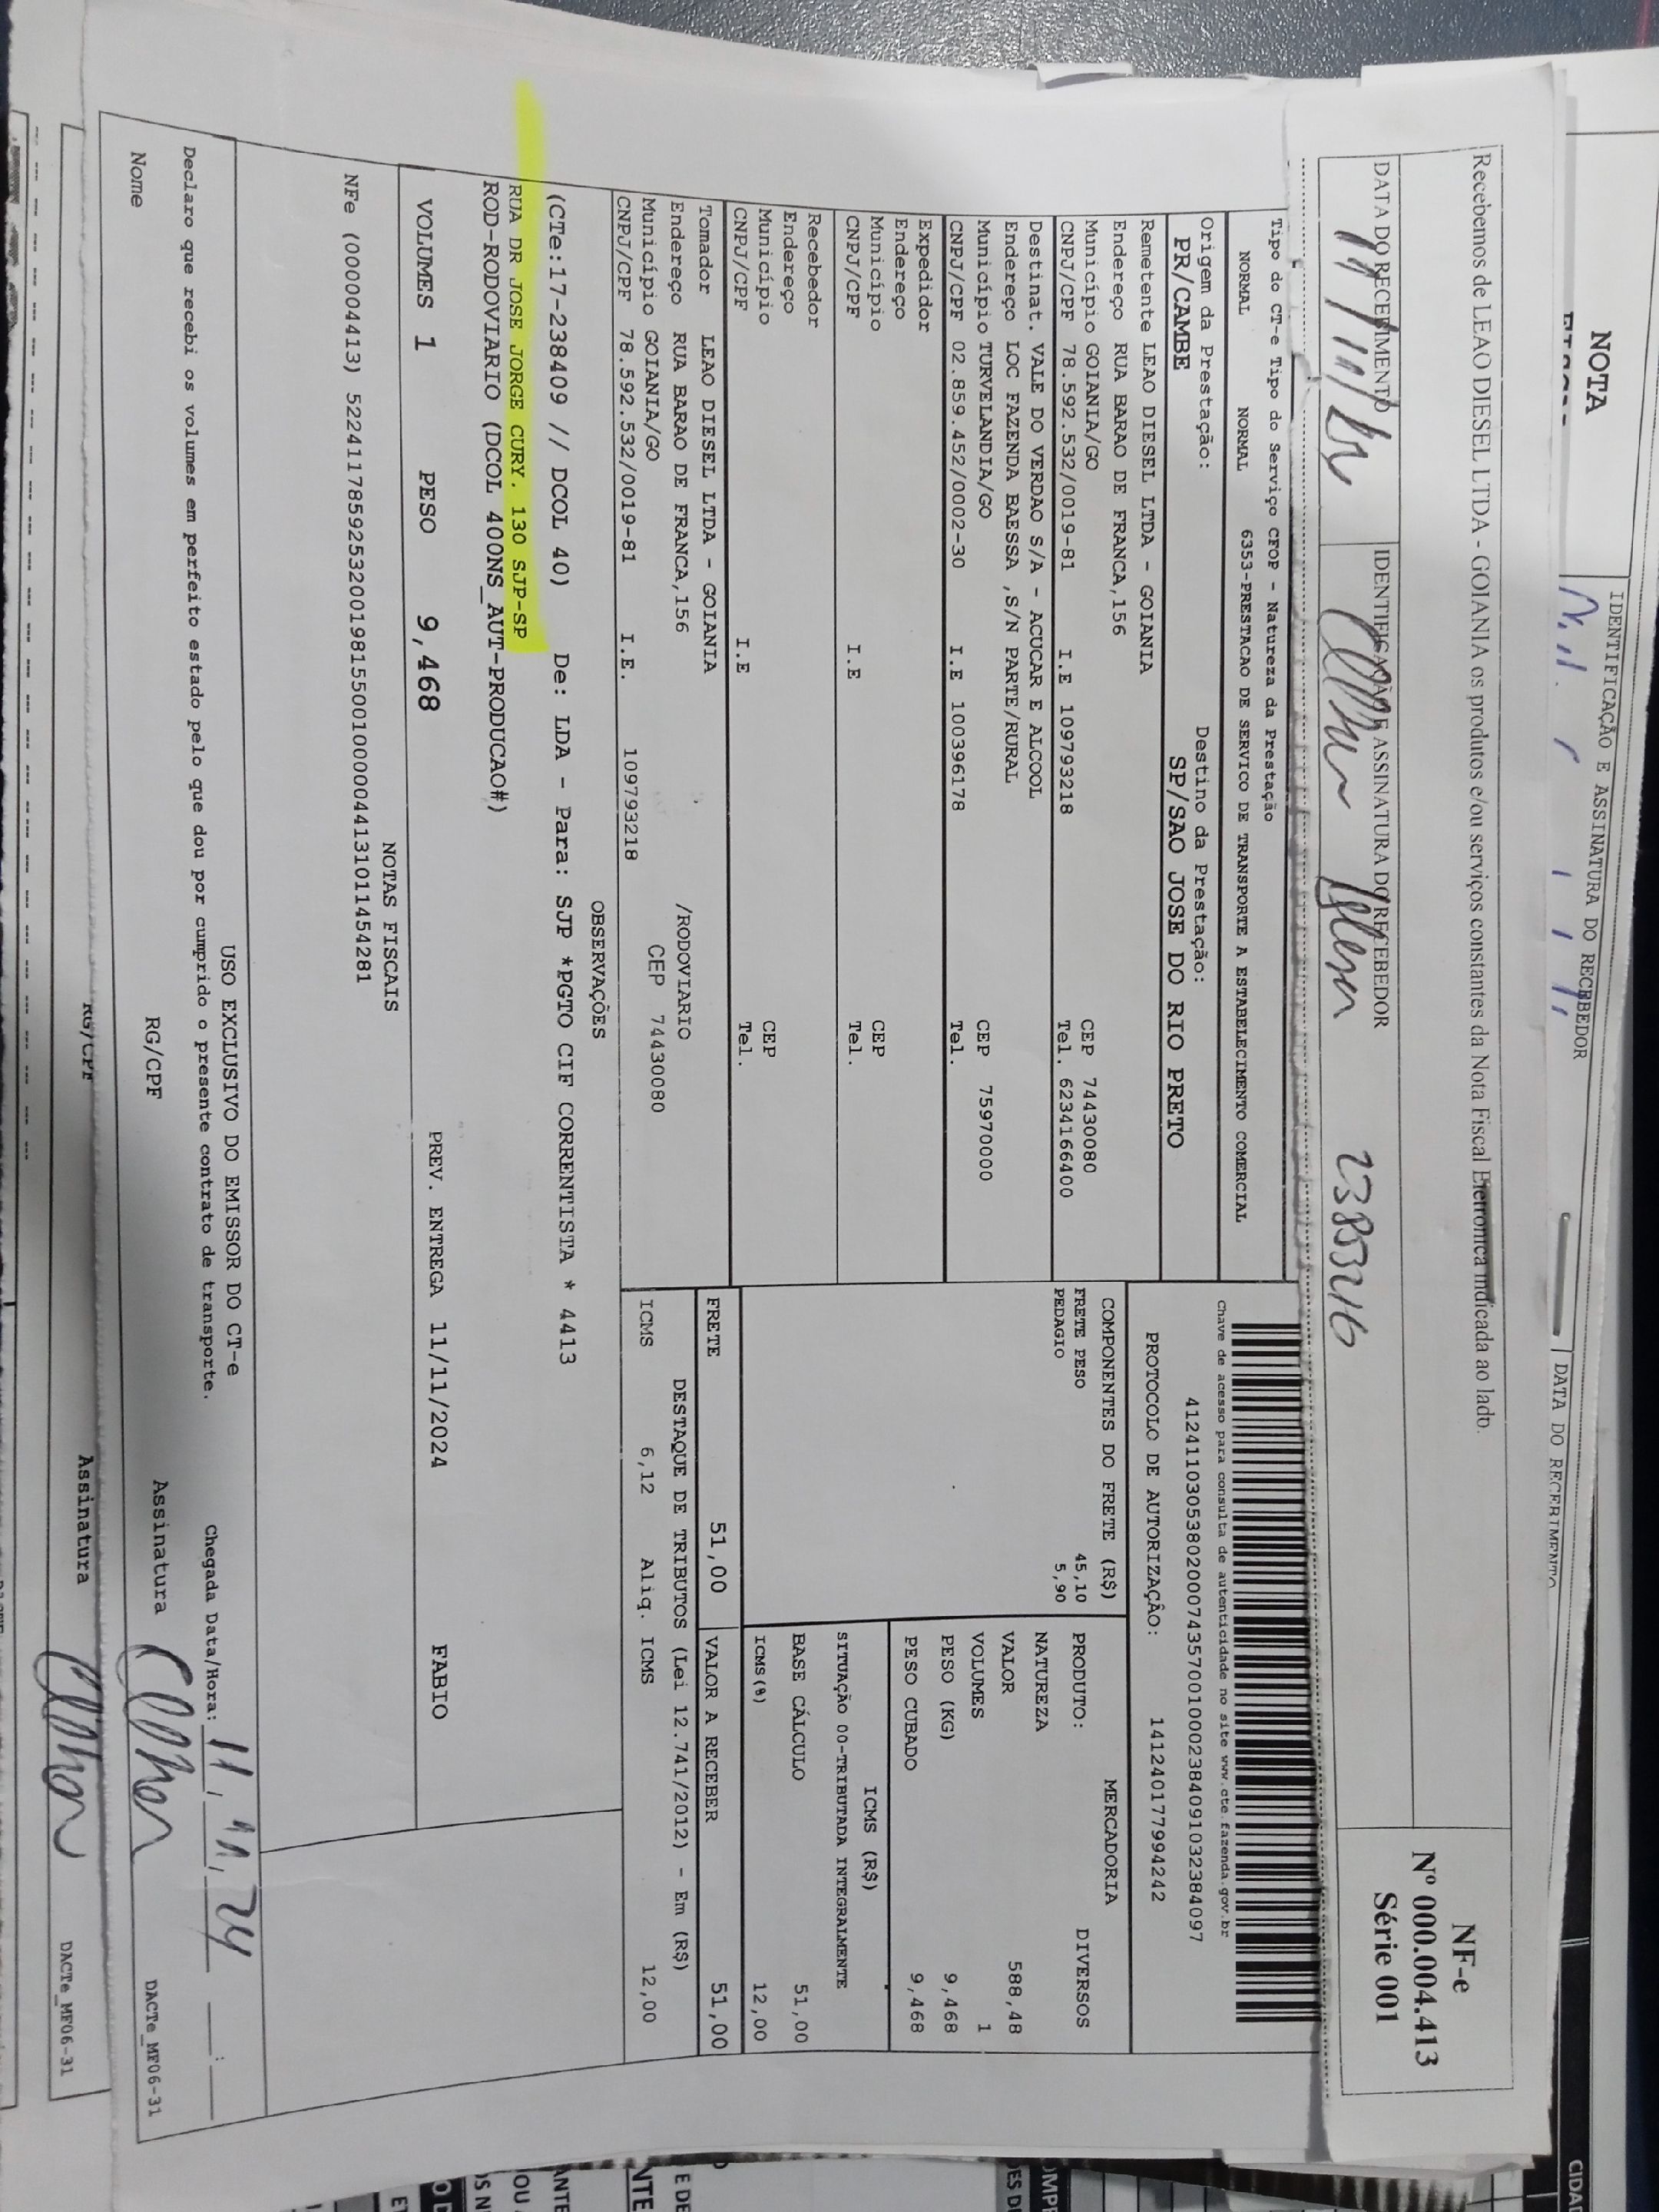 NOTA
IDENTIFICAÇÃO E ASSINATURA DO RECEBEDOR
DATA DO RECEBIMENTO
Recebemos de LEAO DIESEL LTDA - GOIANIA os produtos e/ou serviços constantes da Nota Fiscal Eletronica indicada ao lado.
NF-e
Nº 000.004.413
Série 001
DATA DO RECEBIMENTO
IDENTIFICAÇÃO E ASSINATURA DO RECEBEDOR
23853216
Tipo do CT-e Tipo do Serviço CFOP - Natureza da Prestação
NORMAL NORMAL 6353-PRESTACAO DE SERVICO DE TRANSPORTE A ESTABELECIMENTO COMERCIAL
Chave de acesso para consulta de autenticidade no site www.cte.fazenda.gov.br
41241103053802000743570010002384091032384097
PROTOCOLO DE AUTORIZAÇÃO: 141240177994242
Origem da Prestação: Destino da Prestação:
PR/CAMBE SP/SAO JOSE DO RIO PRETO
Remetente LEAO DIESEL LTDA - GOIANIA
Endereço RUA BARAO DE FRANCA,156
Município GOIANIA/GO CEP 74430080
CNPJ/CPF 78.592.532/0019-81 I.E 109793218 Tel. 6234166400
Destinat. VALE DO VERDAO S/A - ACUCAR E ALCOOL
Endereço LOC FAZENDA BAESSA ,S/N PARTE/RURAL
Município TURVELANDIA/GO CEP 75970000
CNPJ/CPF 02.859.452/0002-30 I.E 100396178 Tel.
Expedidor
Endereço
Município CEP
CNPJ/CPF I.E Tel.
Recebedor
Endereço
Município CEP
CNPJ/CPF I.E Tel.
Tomador LEAO DIESEL LTDA - GOIANIA
Endereço RUA BARAO DE FRANCA,156 /RODOVIARIO
Município GOIANIA/GO CEP 74430080
CNPJ/CPF 78.592.532/0019-81 I.E. 109793218
COMPONENTES DO FRETE (R$)
FRETE PESO 45,10
PEDAGIO 5,90
MERCADORIA
PRODUTO: DIVERSOS
NATUREZA
VALOR 588,48
VOLUMES 1
PESO (KG) 9,468
PESO CUBADO 9,468
ICMS (R$)
SITUAÇÃO 00-TRIBUTADA INTEGRALMENTE
BASE CÁLCULO 51,00
ICMS (%) 12,00
FRETE 51,00 VALOR A RECEBER 51,00
DESTAQUE DE TRIBUTOS (Lei 12.741/2012) - Em (R$)
ICMS 6,12 Aliq. ICMS 12,00
OBSERVAÇÕES
(CTe:17-238409 // DCOL 40) De: LDA - Para: SJP *PGTO CIF CORRENTISTA * 4413
RUA DR JOSE JORGE CURY. 130 SJP-SP
ROD-RODOVIARIO (DCOL 400NS_AUT-PRODUCAO#)
VOLUMES 1 PESO 9,468 PREV. ENTREGA 11/11/2024 FABIO
NOTAS FISCAIS
NFe (000004413) 52241178592532001981550010000044131011454281
USO EXCLUSIVO DO EMISSOR DO CT-e
Declaro que recebi os volumes em perfeito estado pelo que dou por cumprido o presente contrato de transporte. Chegada Data/Hora: 11, 11, 24
Nome RG/CPF Assinatura DACTe_MF06-31
RG/CPF Assinatura DACTe_MF06-31